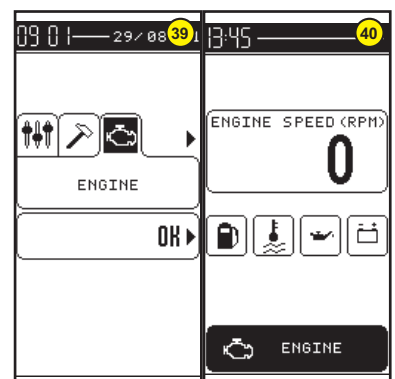 09 01 29/08 39
ENGINE
OK
13:45 40
ENGINE SPEED (RPM)
0
ENGINE